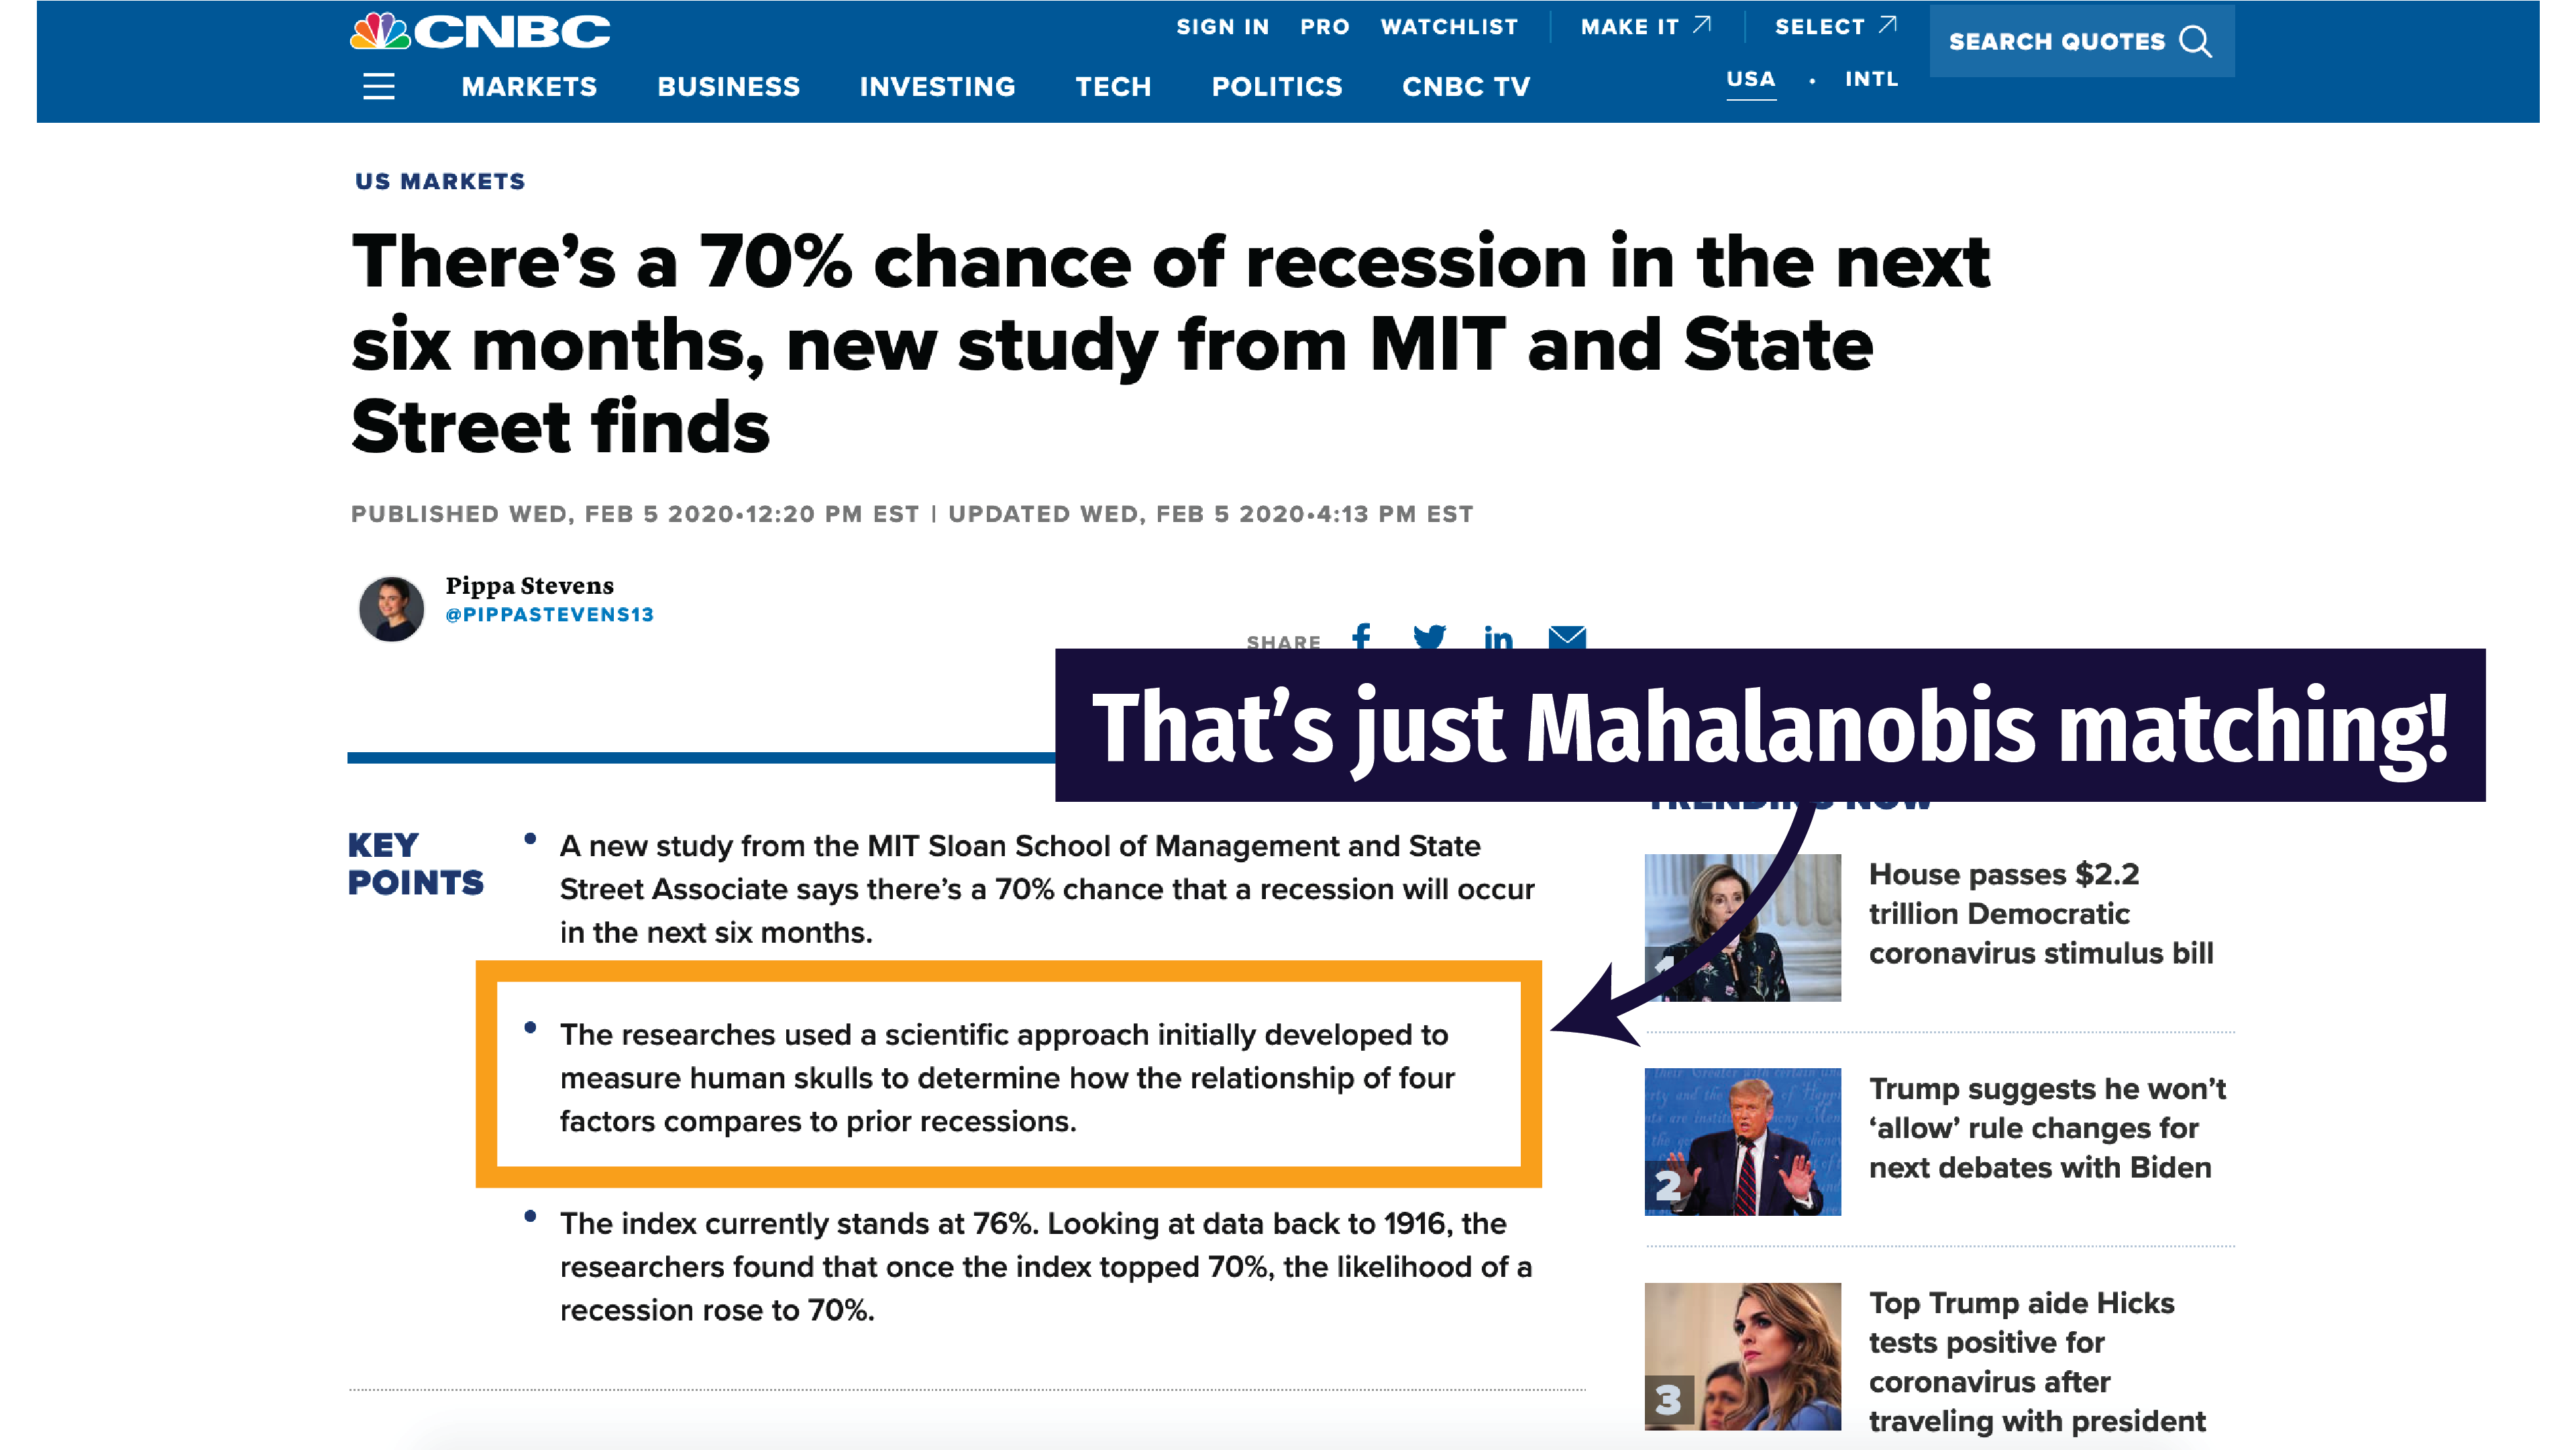 CNBC
SIGN IN PRO WATCHLIST MAKE IT SELECT
SEARCH QUOTES
MARKETS BUSINESS INVESTING TECH POLITICS CNBC TV
USA · INTL
US MARKETS
There’s a 70% chance of recession in the next
six months, new study from MIT and State
Street finds
PUBLISHED WED, FEB 5 2020•12:20 PM EST | UPDATED WED, FEB 5 2020•4:13 PM EST
Pippa Stevens
@PIPPASTEVENS13
SHARE
That’s just Mahalanobis matching!
KEY
POINTS
• A new study from the MIT Sloan School of Management and State
Street Associate says there’s a 70% chance that a recession will occur
in the next six months.
• The researches used a scientific approach initially developed to
measure human skulls to determine how the relationship of four
factors compares to prior recessions.
• The index currently stands at 76%. Looking at data back to 1916, the
researchers found that once the index topped 70%, the likelihood of a
recession rose to 70%.
TRENDING NOW
1
House passes $2.2
trillion Democratic
coronavirus stimulus bill
2
Trump suggests he won’t
‘allow’ rule changes for
next debates with Biden
3
Top Trump aide Hicks
tests positive for
coronavirus after
traveling with president